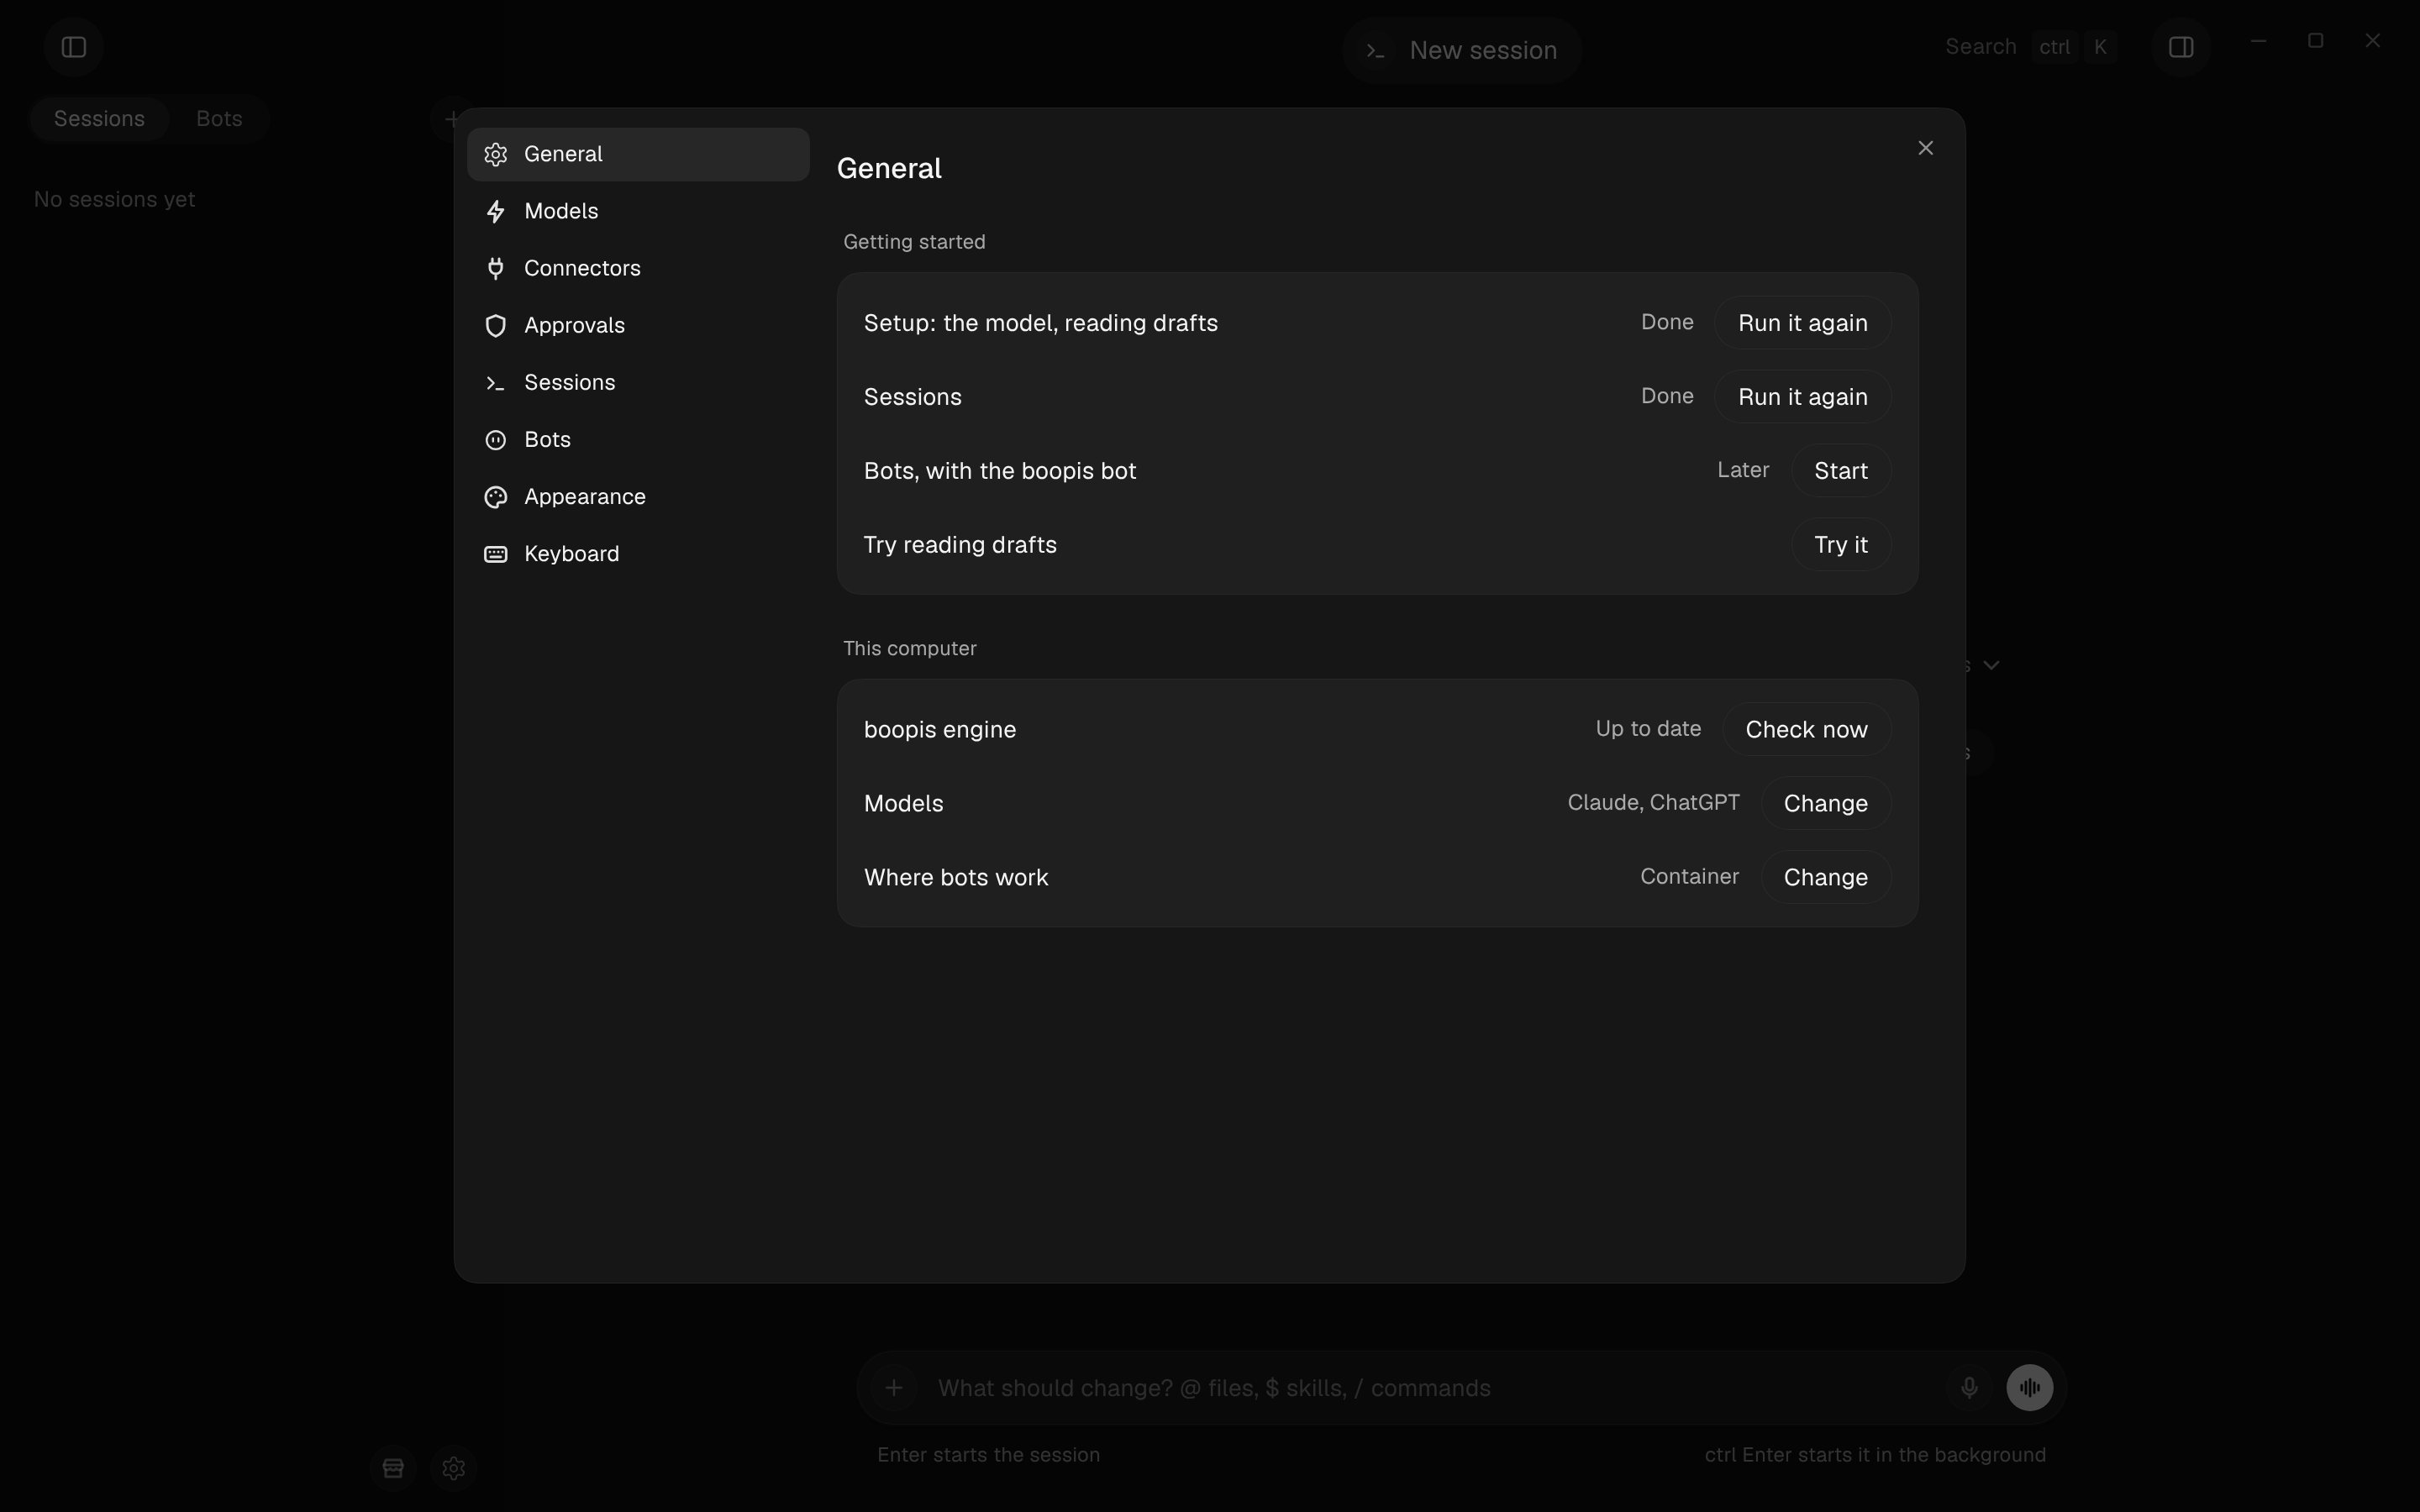 New session
Search ctrl K
Sessions Bots
No sessions yet
General
Models
Connectors
Approvals
Sessions
Bots
Appearance
Keyboard
General
Getting started
Setup: the model, reading drafts Done Run it again
Sessions Done Run it again
Bots, with the boopis bot Later Start
Try reading drafts Try it
This computer
boopis engine Up to date Check now
Models Claude, ChatGPT Change
Where bots work Container Change
What should change? @ files, $ skills, / commands
Enter starts the session ctrl Enter starts it in the background